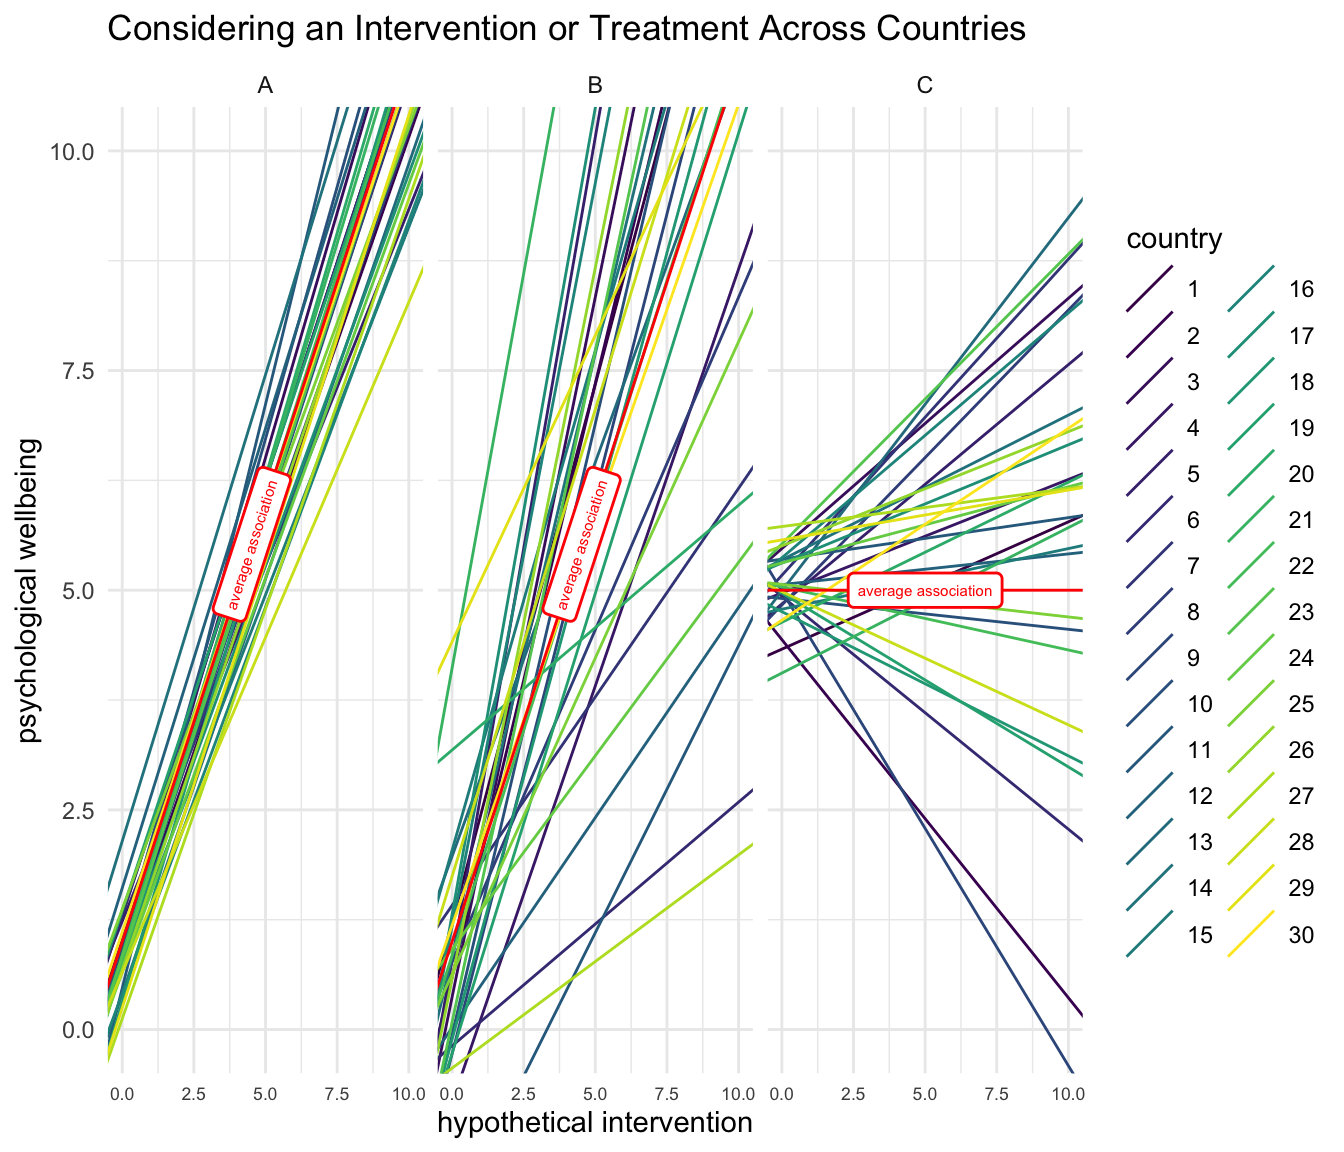 Considering an Intervention or Treatment Across Countries
A
B
C
psychological wellbeing
10.0
7.5
5.0
2.5
0.0
average association
average association
average association
0.0 2.5 5.0 7.5 10.0
0.0 2.5 5.0 7.5 10.0
0.0 2.5 5.0 7.5 10.0
hypothetical intervention
country
1 16
2 17
3 18
4 19
5 20
6 21
7 22
8 23
9 24
10 25
11 26
12 27
13 28
14 29
15 30